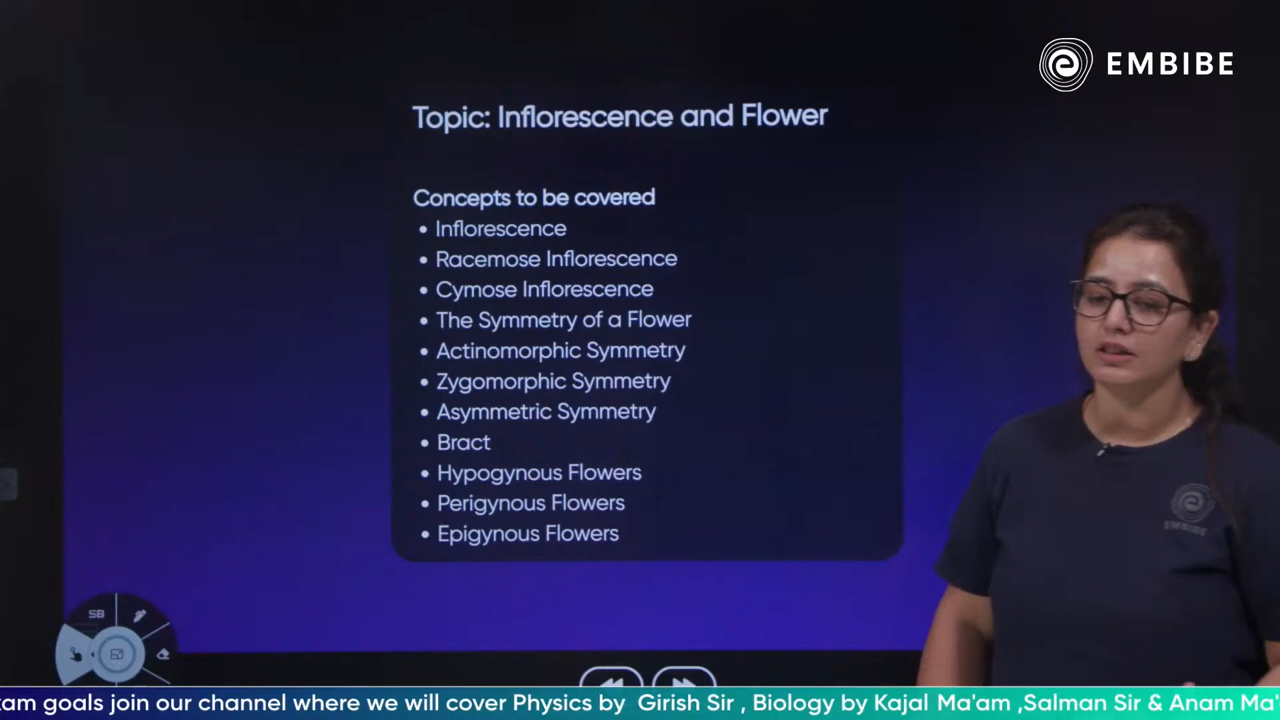 EMBIBE
Topic: Inflorescence and Flower
Concepts to be covered
• Inflorescence
• Racemose Inflorescence
• Cymose Inflorescence
• The Symmetry of a Flower
• Actinomorphic Symmetry
• Zygomorphic Symmetry
• Asymmetric Symmetry
• Bract
• Hypogynous Flowers
• Perigynous Flowers
• Epigynous Flowers
EMBIBE
SB
goals join our channel where we will cover Physics by Girish Sir , Biology by Kajal Ma'am ,Salman Sir & Anam